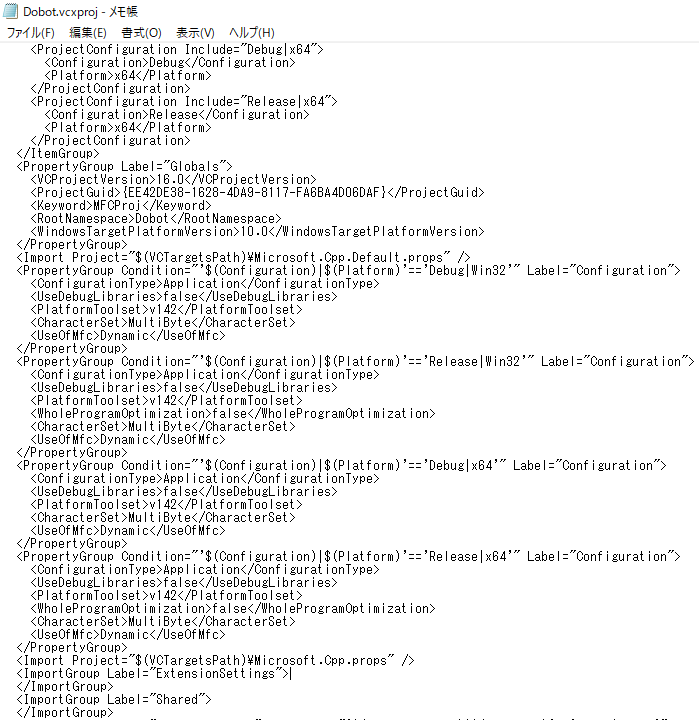 Dobot.vcxproj - メモ帳
ファイル(F) 編集(E) 書式(O) 表示(V) ヘルプ(H)
<ProjectConfiguration Include="Debug|x64">
<Configuration>Debug</Configuration>
<Platform>x64</Platform>
</ProjectConfiguration>
<ProjectConfiguration Include="Release|x64">
<Configuration>Release</Configuration>
<Platform>x64</Platform>
</ProjectConfiguration>
</ItemGroup>
<PropertyGroup Label="Globals">
<VCProjectVersion>16.0</VCProjectVersion>
<ProjectGuid>{EE42DE38-1628-4DA9-8117-FA6BA4D06DAF}</ProjectGuid>
<Keyword>MFCProj</Keyword>
<RootNamespace>Dobot</RootNamespace>
<WindowsTargetPlatformVersion>10.0</WindowsTargetPlatformVersion>
</PropertyGroup>
<Import Project="$(VCTargetsPath)¥Microsoft.Cpp.Default.props" />
<PropertyGroup Condition="'$(Configuration)|$(Platform)'=='Debug|Win32'" Label="Configuration">
<ConfigurationType>Application</ConfigurationType>
<UseDebugLibraries>false</UseDebugLibraries>
<PlatformToolset>v142</PlatformToolset>
<CharacterSet>MultiByte</CharacterSet>
<UseOfMfc>Dynamic</UseOfMfc>
</PropertyGroup>
<PropertyGroup Condition="'$(Configuration)|$(Platform)'=='Release|Win32'" Label="Configuration">
<ConfigurationType>Application</ConfigurationType>
<UseDebugLibraries>false</UseDebugLibraries>
<PlatformToolset>v142</PlatformToolset>
<WholeProgramOptimization>false</WholeProgramOptimization>
<CharacterSet>MultiByte</CharacterSet>
<UseOfMfc>Dynamic</UseOfMfc>
</PropertyGroup>
<PropertyGroup Condition="'$(Configuration)|$(Platform)'=='Debug|x64'" Label="Configuration">
<ConfigurationType>Application</ConfigurationType>
<UseDebugLibraries>false</UseDebugLibraries>
<PlatformToolset>v142</PlatformToolset>
<CharacterSet>MultiByte</CharacterSet>
<UseOfMfc>Dynamic</UseOfMfc>
</PropertyGroup>
<PropertyGroup Condition="'$(Configuration)|$(Platform)'=='Release|x64'" Label="Configuration">
<ConfigurationType>Application</ConfigurationType>
<UseDebugLibraries>false</UseDebugLibraries>
<PlatformToolset>v142</PlatformToolset>
<WholeProgramOptimization>false</WholeProgramOptimization>
<CharacterSet>MultiByte</CharacterSet>
<UseOfMfc>Dynamic</UseOfMfc>
</PropertyGroup>
<Import Project="$(VCTargetsPath)¥Microsoft.Cpp.props" />
<ImportGroup Label="ExtensionSettings">
</ImportGroup>
<ImportGroup Label="Shared">
</ImportGroup>